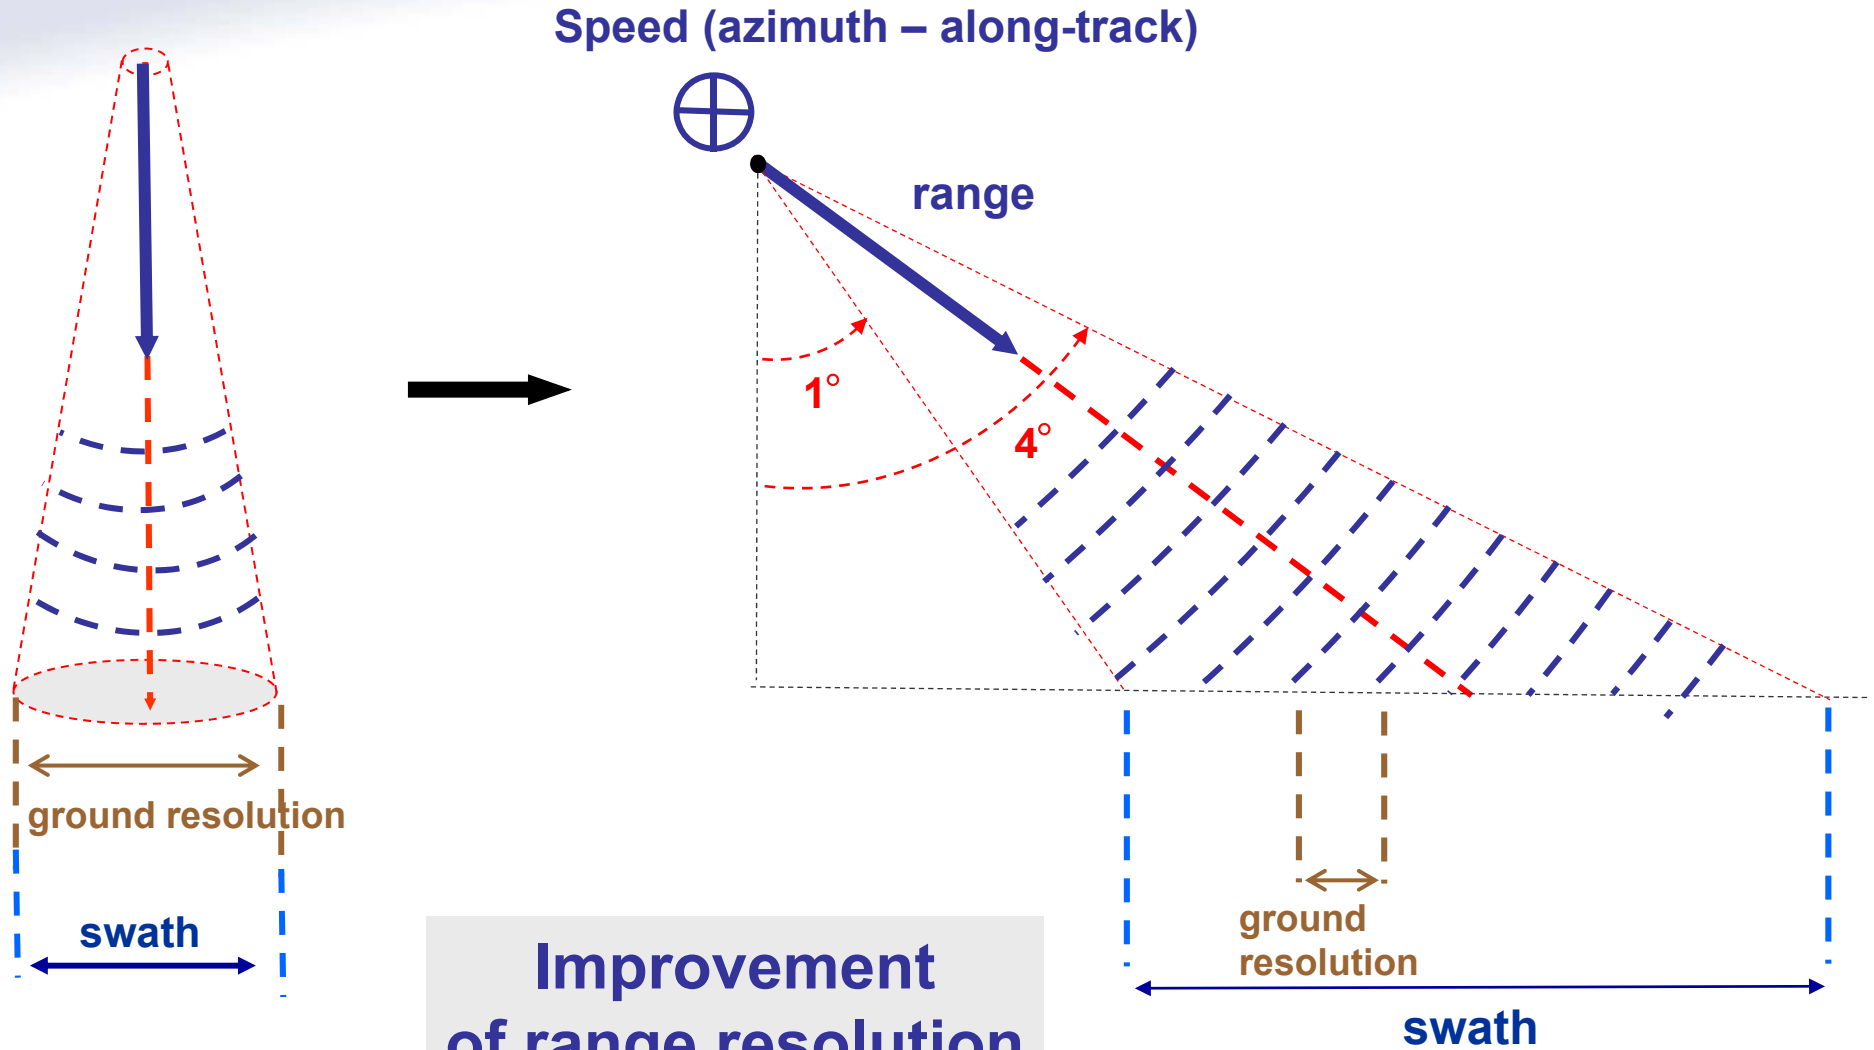 Speed (azimuth – along-track)
range
1°
4°
ground resolution
swath
ground
resolution
swath
Improvement
of range resolution